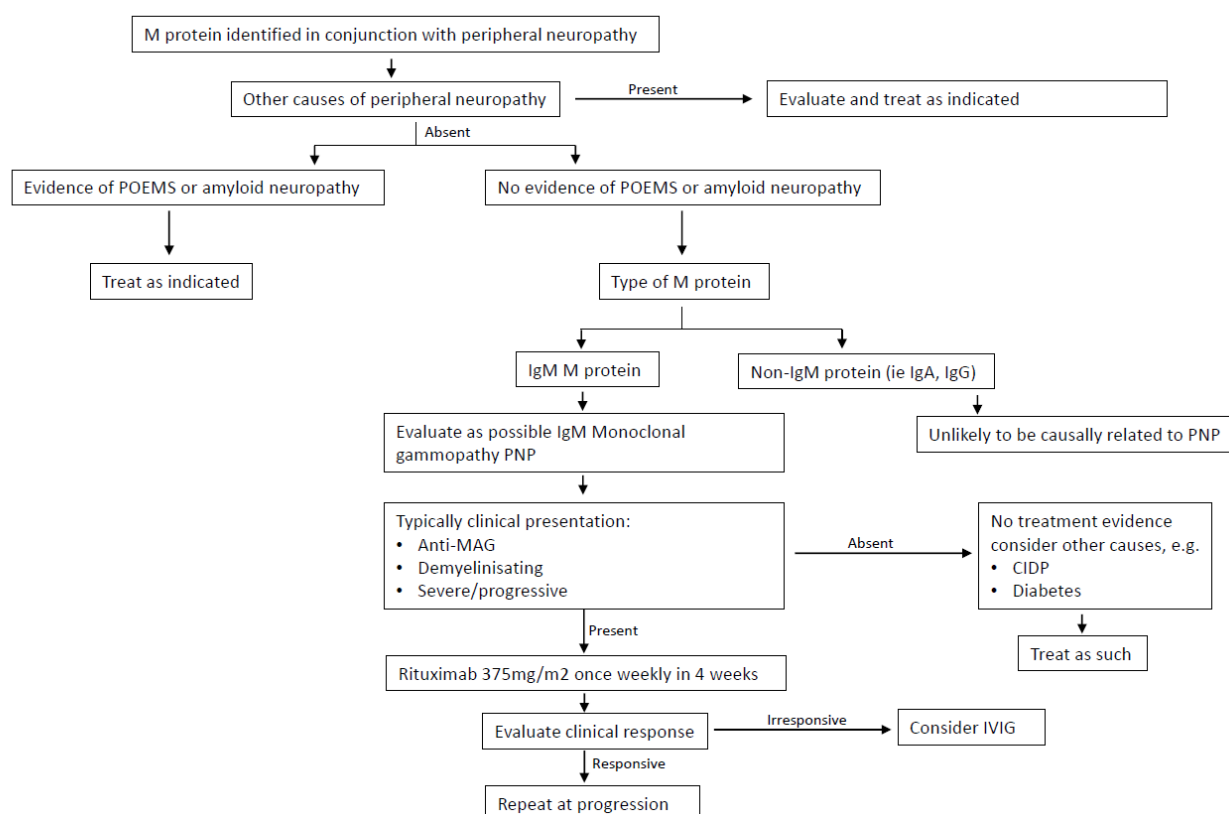 M protein identified in conjunction with peripheral neuropathy
Other causes of peripheral neuropathy
Present
Evaluate and treat as indicated
Absent
Evidence of POEMS or amyloid neuropathy
No evidence of POEMS or amyloid neuropathy
Treat as indicated
Type of M protein
IgM M protein
Non-IgM protein (ie IgA, IgG)
Evaluate as possible IgM Monoclonal
gammopathy PNP
Unlikely to be causally related to PNP
Typically clinical presentation:
• Anti-MAG
• Demyelinisating
• Severe/progressive
Absent
No treatment evidence
consider other causes, e.g.
• CIDP
• Diabetes
Present
Treat as such
Rituximab 375mg/m2 once weekly in 4 weeks
Evaluate clinical response
Irresponsive
Consider IVIG
Responsive
Repeat at progression